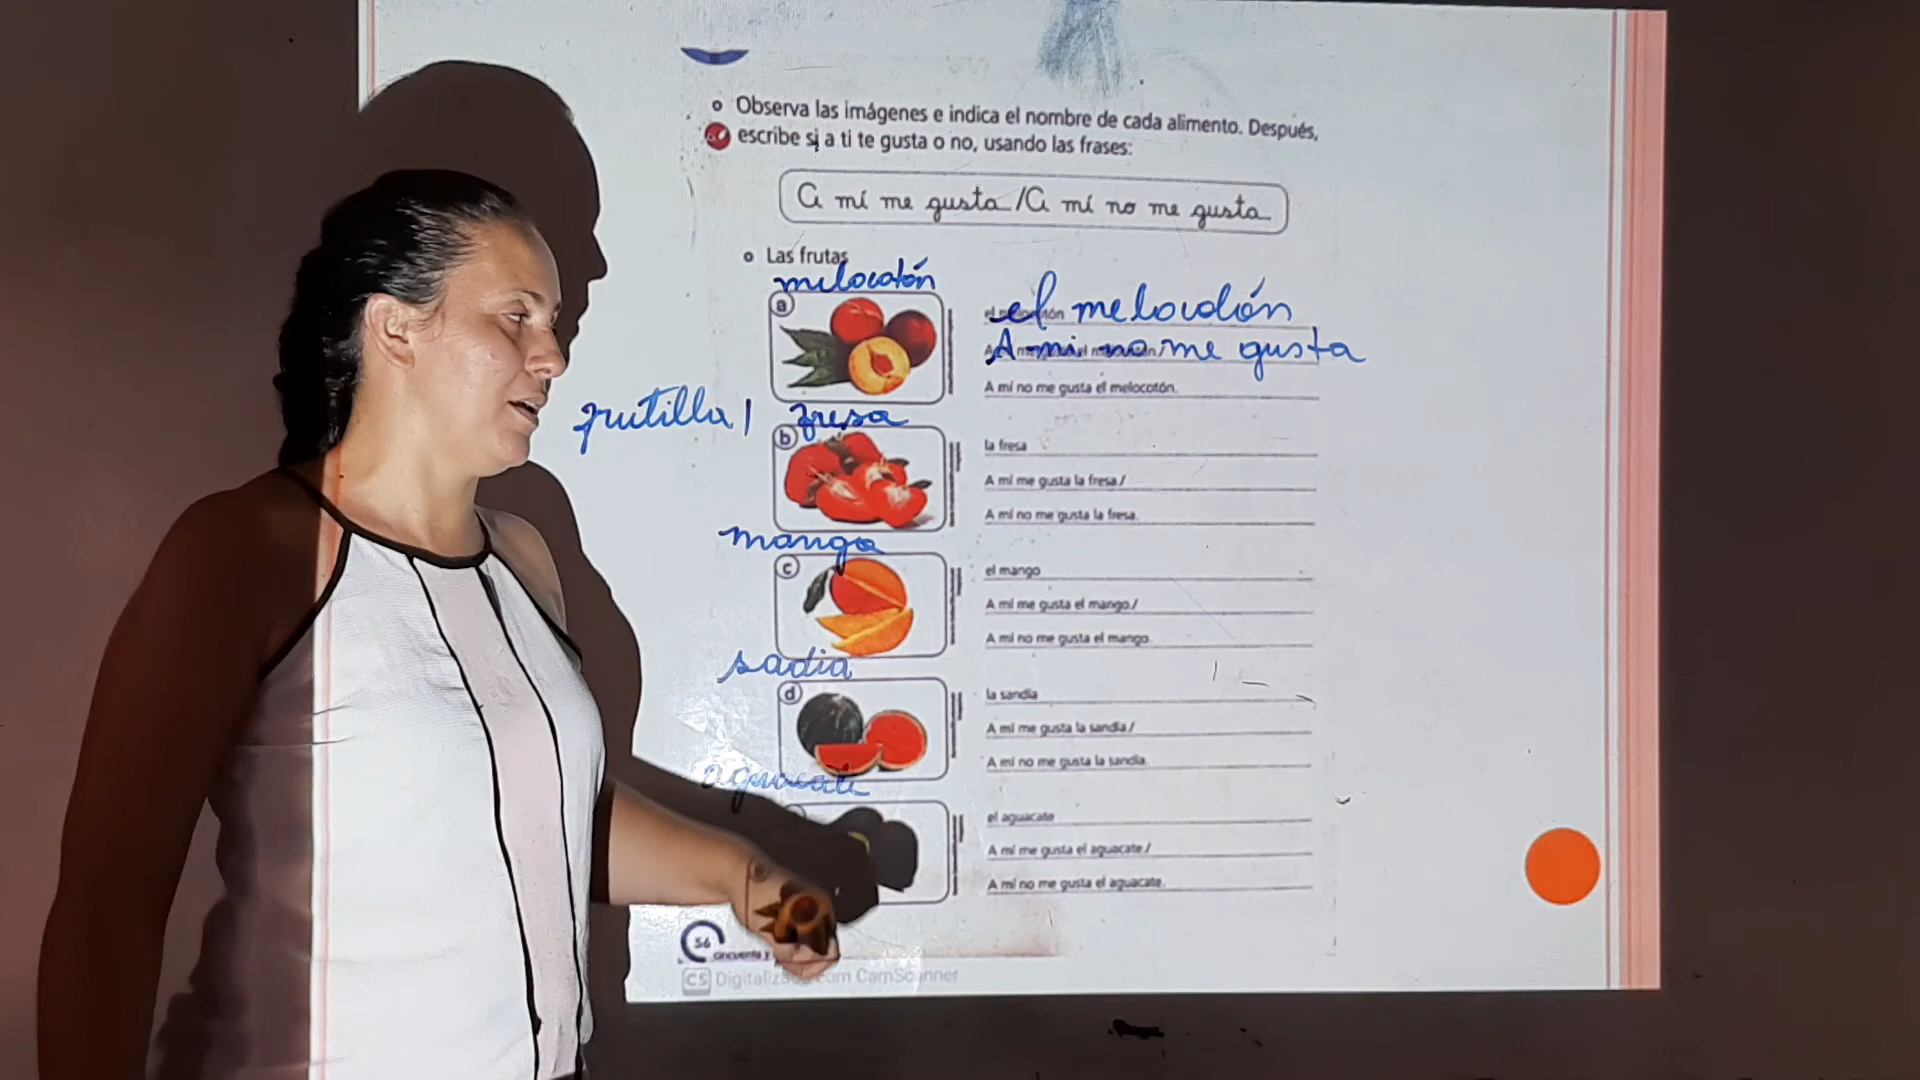 Observa las imágenes e indica el nombre de cada alimento. Después,
escribe si a ti te gusta o no, usando las frases:
A mí me gusta / A mí no me gusta
Las frutas
melocotón
a
el melocotón
A mi no me gusta
A mí no me gusta el melocotón.
frutilla / fresa
b
la fresa
A mí me gusta la fresa./
A mí no me gusta la fresa.
manga
c
el mango
A mí me gusta el mango./
A mí no me gusta el mango.
sadia
d
la sandía
A mí me gusta la sandía./
A mí no me gusta la sandía.
aguacate
el aguacate
A mí me gusta el aguacate./
A mí no me gusta el aguacate.
56
cincuenta y
CS Digitaliz com CamScanner